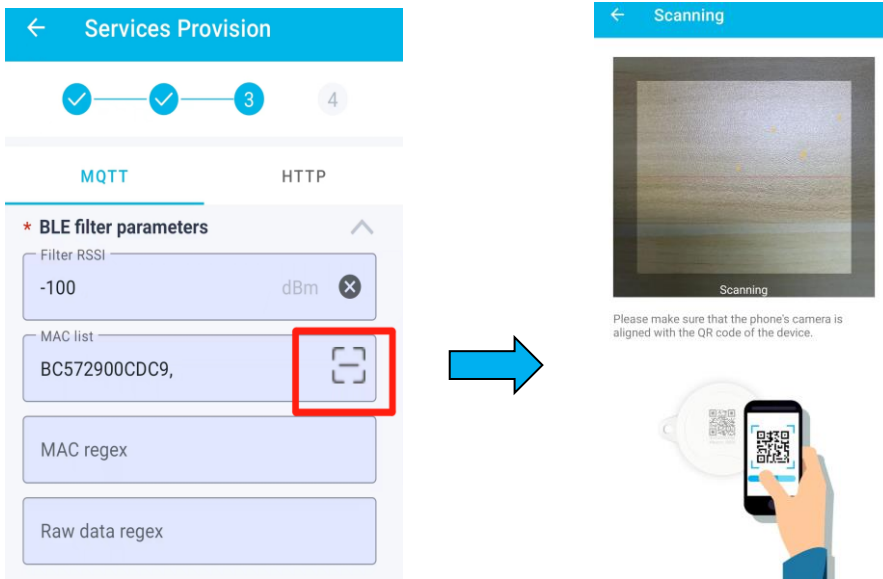 Services Provision
3
4
MQTT
HTTP
* BLE filter parameters
Filter RSSI
-100
dBm
MAC list
BC572900CDC9,
MAC regex
Raw data regex
Scanning
Scanning
Please make sure that the phone's camera is
aligned with the QR code of the device.